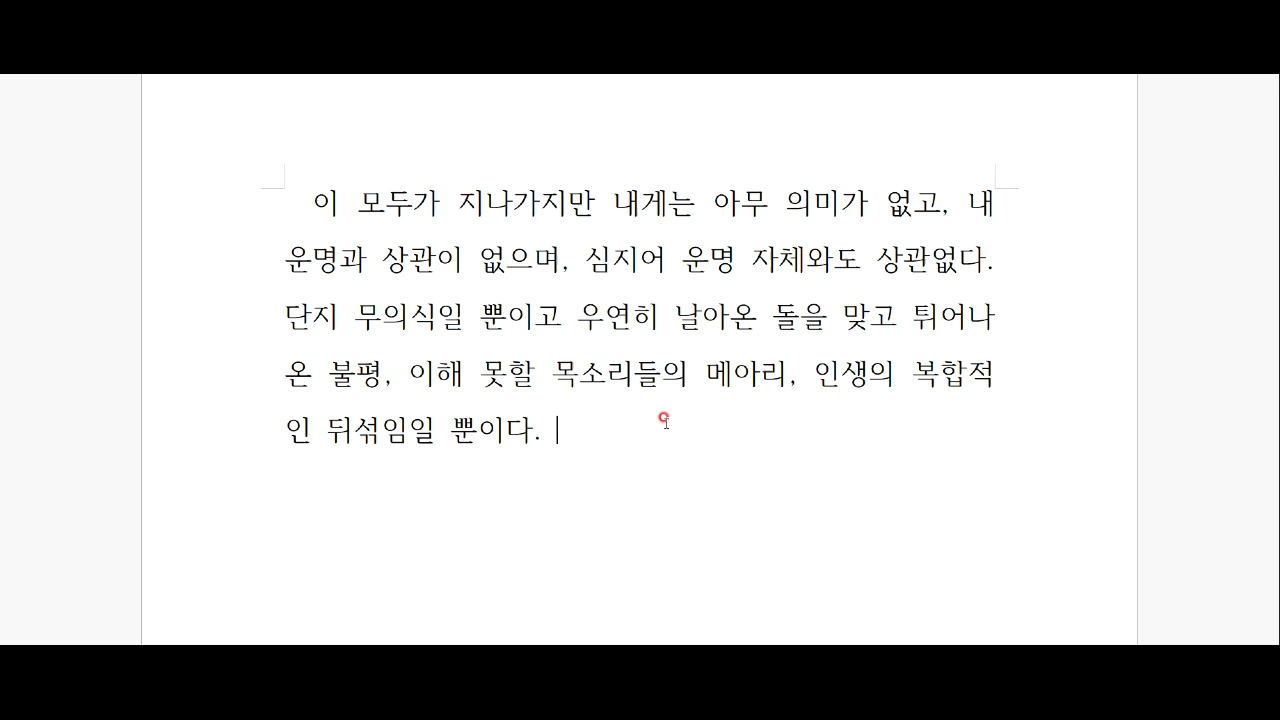 이 모두가 지나가지만 내게는 아무 의미가 없고, 내
운명과 상관이 없으며, 심지어 운명 자체와도 상관없다.
단지 무의식일 뿐이고 우연히 날아온 돌을 맞고 튀어나
온 불평, 이해 못할 목소리들의 메아리, 인생의 복합적
인 뒤섞임일 뿐이다.